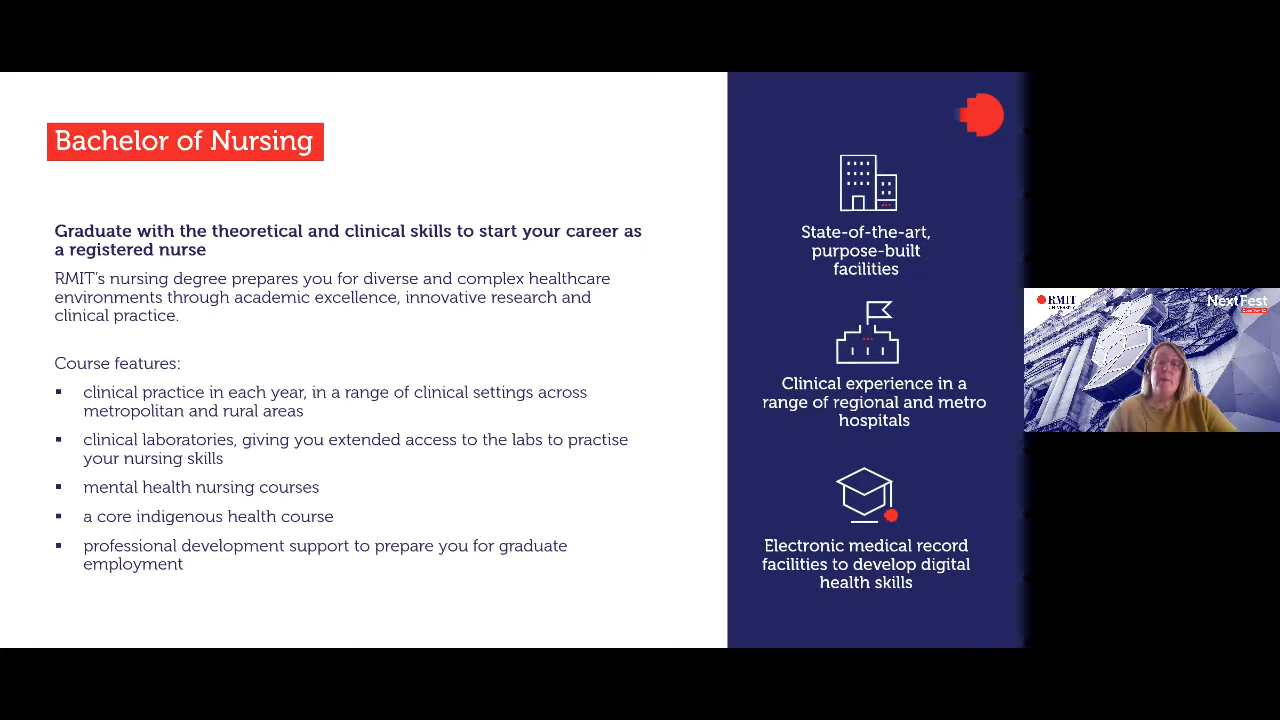 Bachelor of Nursing
Graduate with the theoretical and clinical skills to start your career as
a registered nurse
RMIT's nursing degree prepares you for diverse and complex healthcare
environments through academic excellence, innovative research and
clinical practice.
Course features:
▪ clinical practice in each year, in a range of clinical settings across
metropolitan and rural areas
▪ clinical laboratories, giving you extended access to the labs to practise
your nursing skills
▪ mental health nursing courses
▪ a core indigenous health course
▪ professional development support to prepare you for graduate
employment
State-of-the-art,
purpose-built
facilities
Clinical experience in a
range of regional and metro
hospitals
Electronic medical record
facilities to develop digital
health skills
RMIT
UNIVERSITY
NextFest